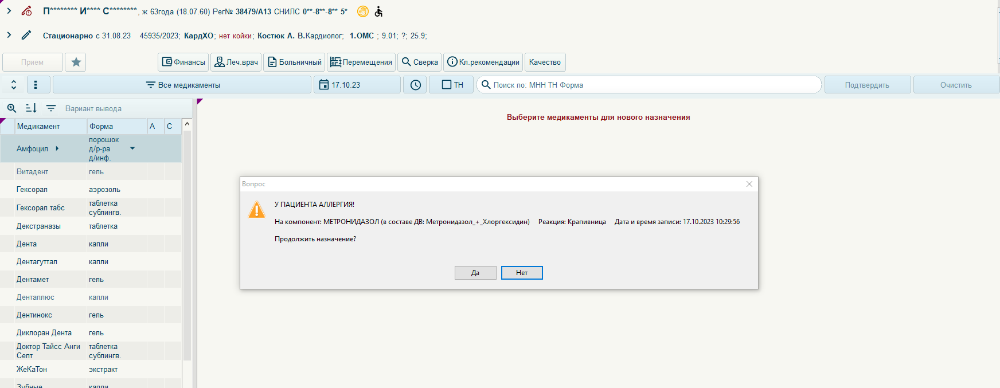 П******** И**** С********, ж 63года (18.07.60) Рег№ 38479/А13 СНИЛС 0**-8**-8** 5*
Стационарно с 31.08.23 45935/2023; КардХО; нет койки; Костюк А. В.Кардиолог; 1.ОМС ; 9.01; ?; 25.9;
Прием Финансы Леч.врач Больничный Перемещения Сверка Кл.рекомендации Качество
Все медикаменты 17.10.23 ТН Поиск по: МНН ТН Форма Подтвердить Очистить
Вариант вывода
Выберите медикаменты для нового назначения
Медикамент Форма А С
Амфоцил порошок
д/р-ра
д/инф.
Витадент гель
Гексорал аэрозоль
Гексорал табс таблетка
сублингв.
Декстраназы таблетка
Дента капли
Дентагуттал капли
Дентамет гель
Дентаплюс капли
Дентинокс гель
Диклоран Дента гель
Доктор Тайсс Анги таблетка
Септ сублингв.
ЖеКаТон экстракт
Зубные капли
Вопрос
У ПАЦИЕНТА АЛЛЕРГИЯ!
На компонент: МЕТРОНИДАЗОЛ (в составе ДВ: Метронидазол_+_Хлоргексидин) Реакция: Крапивница Дата и время записи: 17.10.2023 10:29:56
Продолжить назначение?
Да Нет